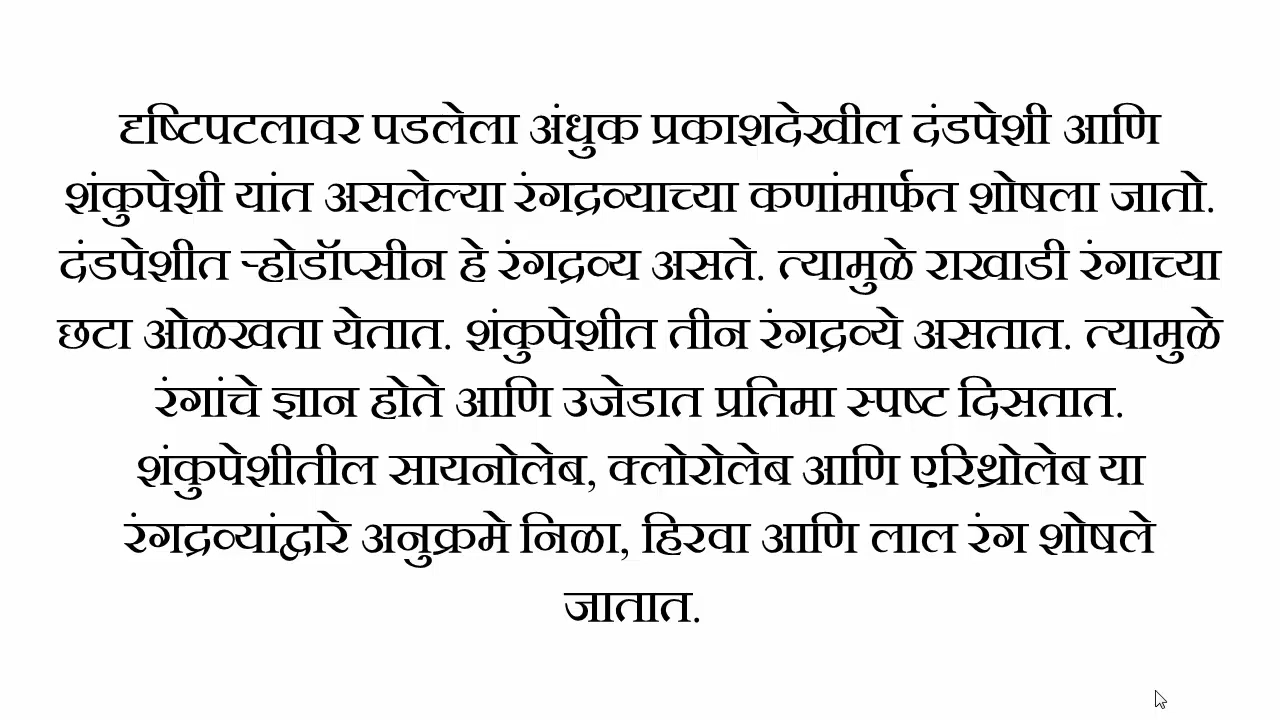 दृष्टिपटलावर पडलेला अंधुक प्रकाशदेखील दंडपेशी आणि
शंकुपेशी यांत असलेल्या रंगद्रव्याच्या कणांमार्फत शोषला जातो.
दंडपेशीत ऱ्होडॉप्सीन हे रंगद्रव्य असते. त्यामुळे राखाडी रंगाच्या
छटा ओळखता येतात. शंकुपेशीत तीन रंगद्रव्ये असतात. त्यामुळे
रंगांचे ज्ञान होते आणि उजेडात प्रतिमा स्पष्ट दिसतात.
शंकुपेशीतील सायनोलेब, क्लोरोलेब आणि एरिथ्रोलेब या
रंगद्रव्यांद्वारे अनुक्रमे निळा, हिरवा आणि लाल रंग शोषले
जातात.